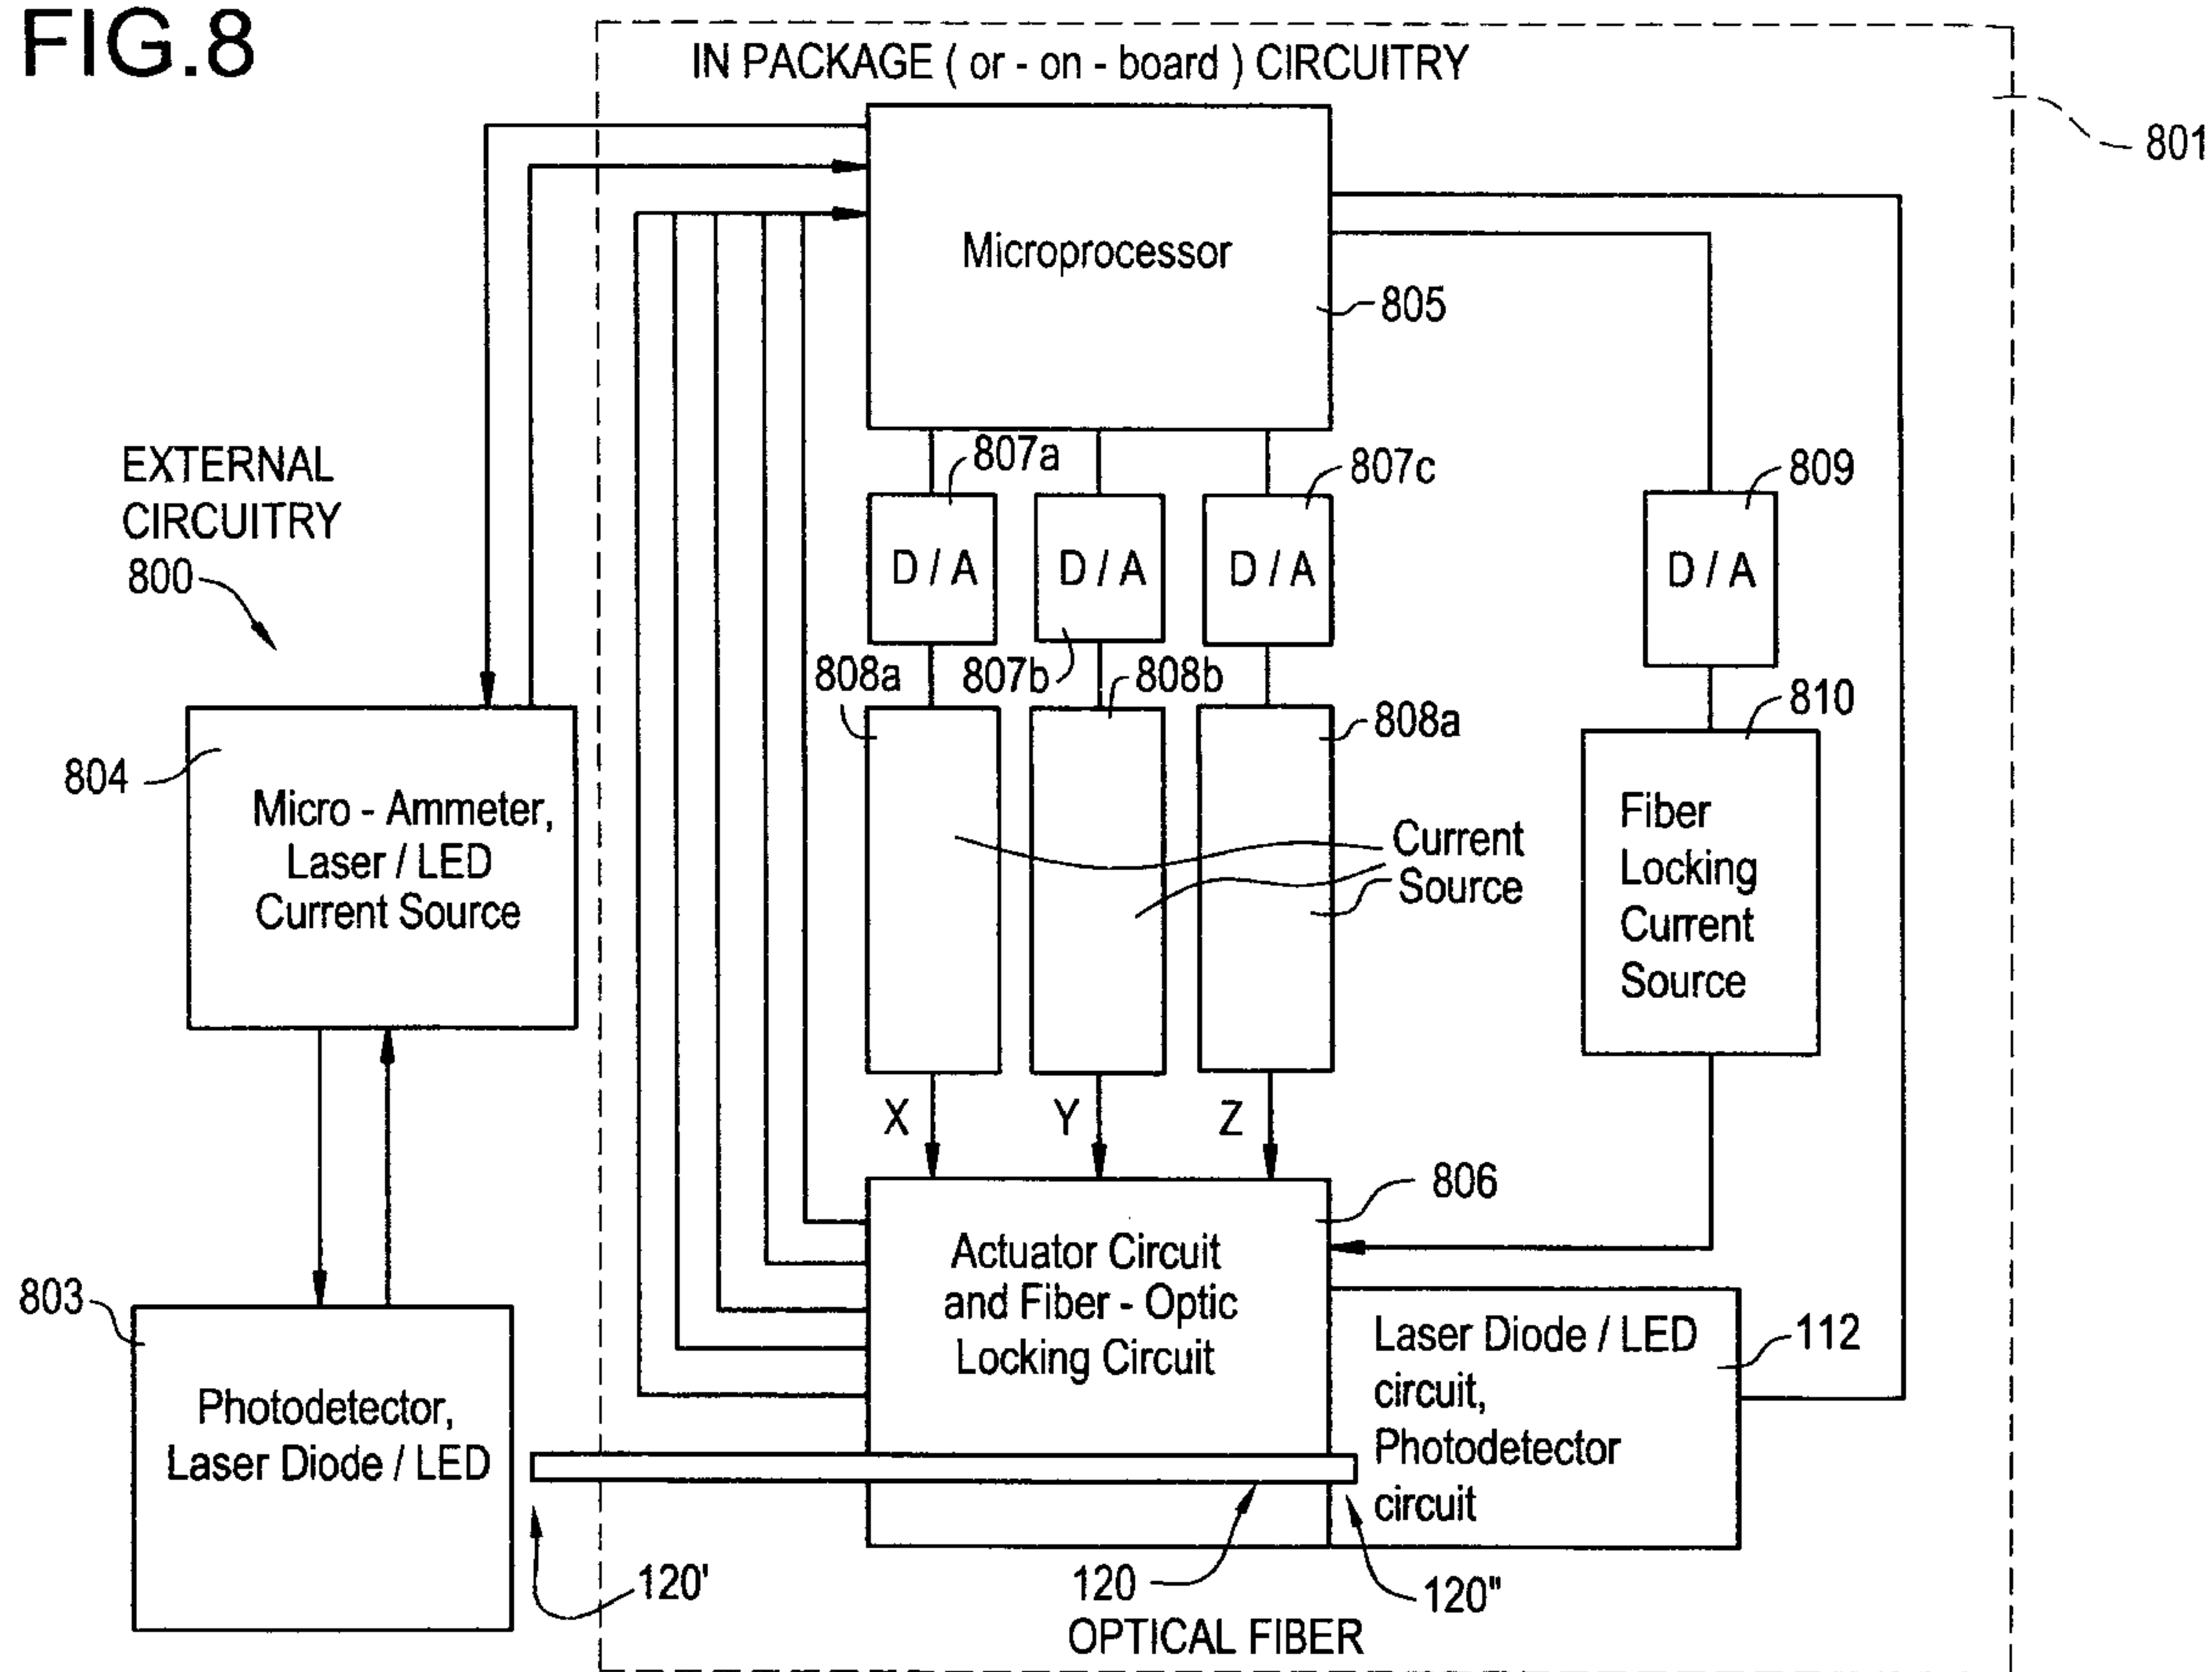 FIG.8
IN PACKAGE ( or - on - board ) CIRCUITRY
801
Microprocessor
805
EXTERNAL
CIRCUITRY
800
807a
807c
809
D / A
D / A
D / A
D / A
808a
807b
808b
808a
810
804
Micro - Ammeter,
Laser / LED
Current Source
Current
Source
Fiber
Locking
Current
Source
X
Y
Z
806
803
Photodetector,
Laser Diode / LED
Actuator Circuit
and Fiber - Optic
Locking Circuit
Laser Diode / LED
circuit,
Photodetector
circuit
112
120'
120
120"
OPTICAL FIBER